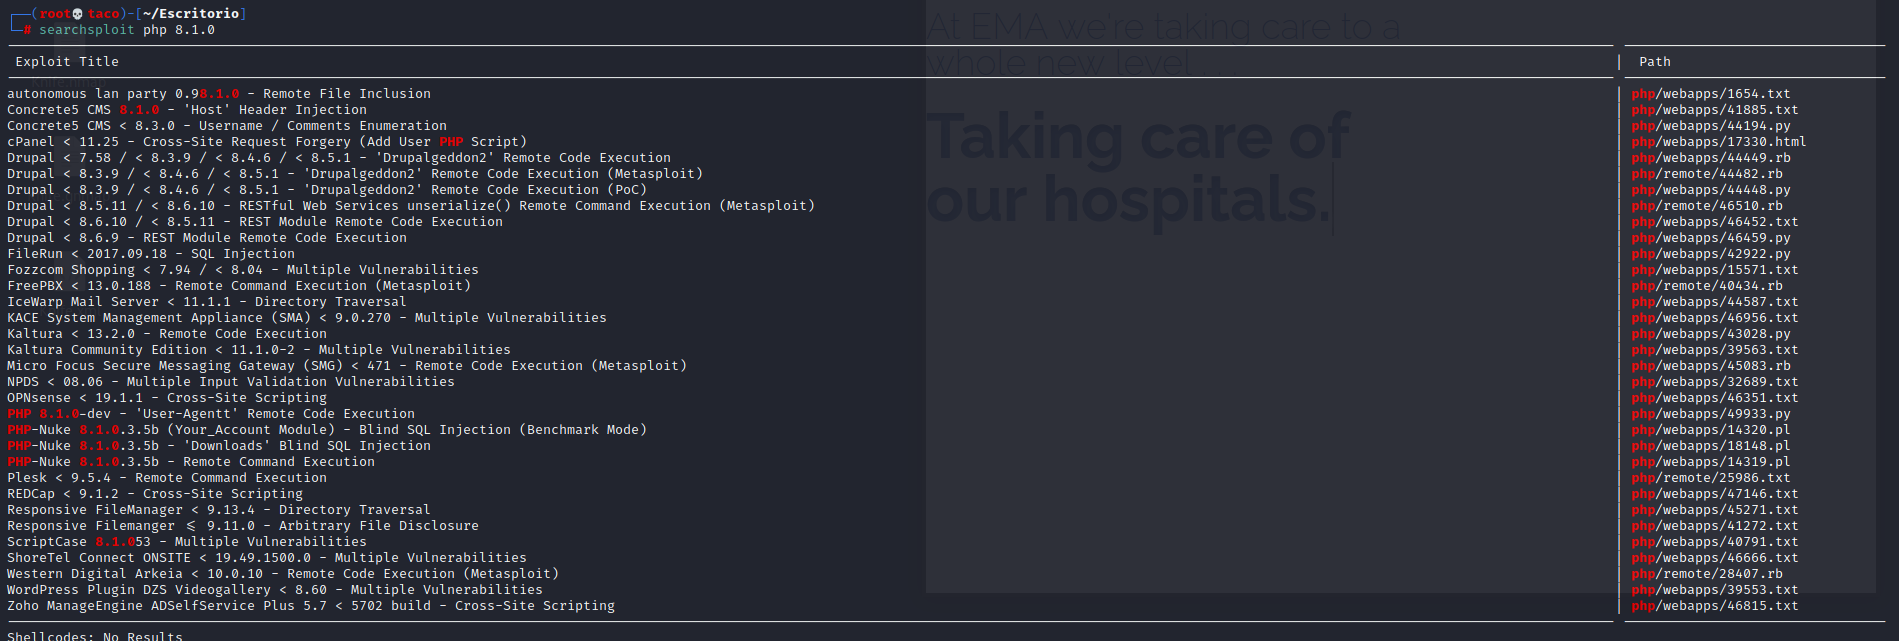 ┌──(root💀taco)-[~/Escritorio]
└─# searchsploit php 8.1.0
At EMA we're taking care to a
whole new level
Exploit Title | Path
autonomous lan party 0.98.1.0 - Remote File Inclusion | php/webapps/1654.txt
Concrete5 CMS 8.1.0 - 'Host' Header Injection | php/webapps/41885.txt
Concrete5 CMS < 8.3.0 - Username / Comments Enumeration | php/webapps/44194.py
cPanel < 11.25 - Cross-Site Request Forgery (Add User PHP Script) | php/webapps/17330.html
Drupal < 7.58 / < 8.3.9 / < 8.4.6 / < 8.5.1 - 'Drupalgeddon2' Remote Code Execution | php/webapps/44449.rb
Drupal < 8.3.9 / < 8.4.6 / < 8.5.1 - 'Drupalgeddon2' Remote Code Execution (Metasploit) | php/remote/44482.rb
Drupal < 8.3.9 / < 8.4.6 / < 8.5.1 - 'Drupalgeddon2' Remote Code Execution (PoC) | php/webapps/44448.py
Drupal < 8.5.11 / < 8.6.10 - RESTful Web Services unserialize() Remote Command Execution (Metasploit) | php/remote/46510.rb
Drupal < 8.6.10 / < 8.5.11 - REST Module Remote Code Execution | php/webapps/46452.txt
Drupal < 8.6.9 - REST Module Remote Code Execution | php/webapps/46459.py
FileRun < 2017.09.18 - SQL Injection | php/webapps/42922.py
Fozzcom Shopping < 7.94 / < 8.04 - Multiple Vulnerabilities | php/webapps/15571.txt
FreePBX < 13.0.188 - Remote Command Execution (Metasploit) | php/remote/40434.rb
IceWarp Mail Server < 11.1.1 - Directory Traversal | php/webapps/44587.txt
KACE System Management Appliance (SMA) < 9.0.270 - Multiple Vulnerabilities | php/webapps/46956.txt
Kaltura < 13.2.0 - Remote Code Execution | php/webapps/43028.py
Kaltura Community Edition < 11.1.0-2 - Multiple Vulnerabilities | php/webapps/39563.txt
Micro Focus Secure Messaging Gateway (SMG) < 471 - Remote Code Execution (Metasploit) | php/webapps/45083.rb
NPDS < 08.06 - Multiple Input Validation Vulnerabilities | php/webapps/32689.txt
OPNsense < 19.1.1 - Cross-Site Scripting | php/webapps/46351.txt
PHP 8.1.0-dev - 'User-Agentt' Remote Code Execution | php/webapps/49933.py
PHP-Nuke 8.1.0.3.5b (Your_Account Module) - Blind SQL Injection (Benchmark Mode) | php/webapps/14320.pl
PHP-Nuke 8.1.0.3.5b - 'Downloads' Blind SQL Injection | php/webapps/18148.pl
PHP-Nuke 8.1.0.3.5b - Remote Command Execution | php/webapps/14319.pl
Plesk < 9.5.4 - Remote Command Execution | php/remote/25986.txt
REDCap < 9.1.2 - Cross-Site Scripting | php/webapps/47146.txt
Responsive FileManager < 9.13.4 - Directory Traversal | php/webapps/45271.txt
Responsive Filemanger ≤ 9.11.0 - Arbitrary File Disclosure | php/webapps/41272.txt
ScriptCase 8.1.053 - Multiple Vulnerabilities | php/webapps/40791.txt
ShoreTel Connect ONSITE < 19.49.1500.0 - Multiple Vulnerabilities | php/webapps/46666.txt
Western Digital Arkeia < 10.0.10 - Remote Code Execution (Metasploit) | php/remote/28407.rb
WordPress Plugin DZS Videogallery < 8.60 - Multiple Vulnerabilities | php/webapps/39553.txt
Zoho ManageEngine ADSelfService Plus 5.7 < 5702 build - Cross-Site Scripting | php/webapps/46815.txt
Taking care of
our hospitals.
Shellcodes: No Results